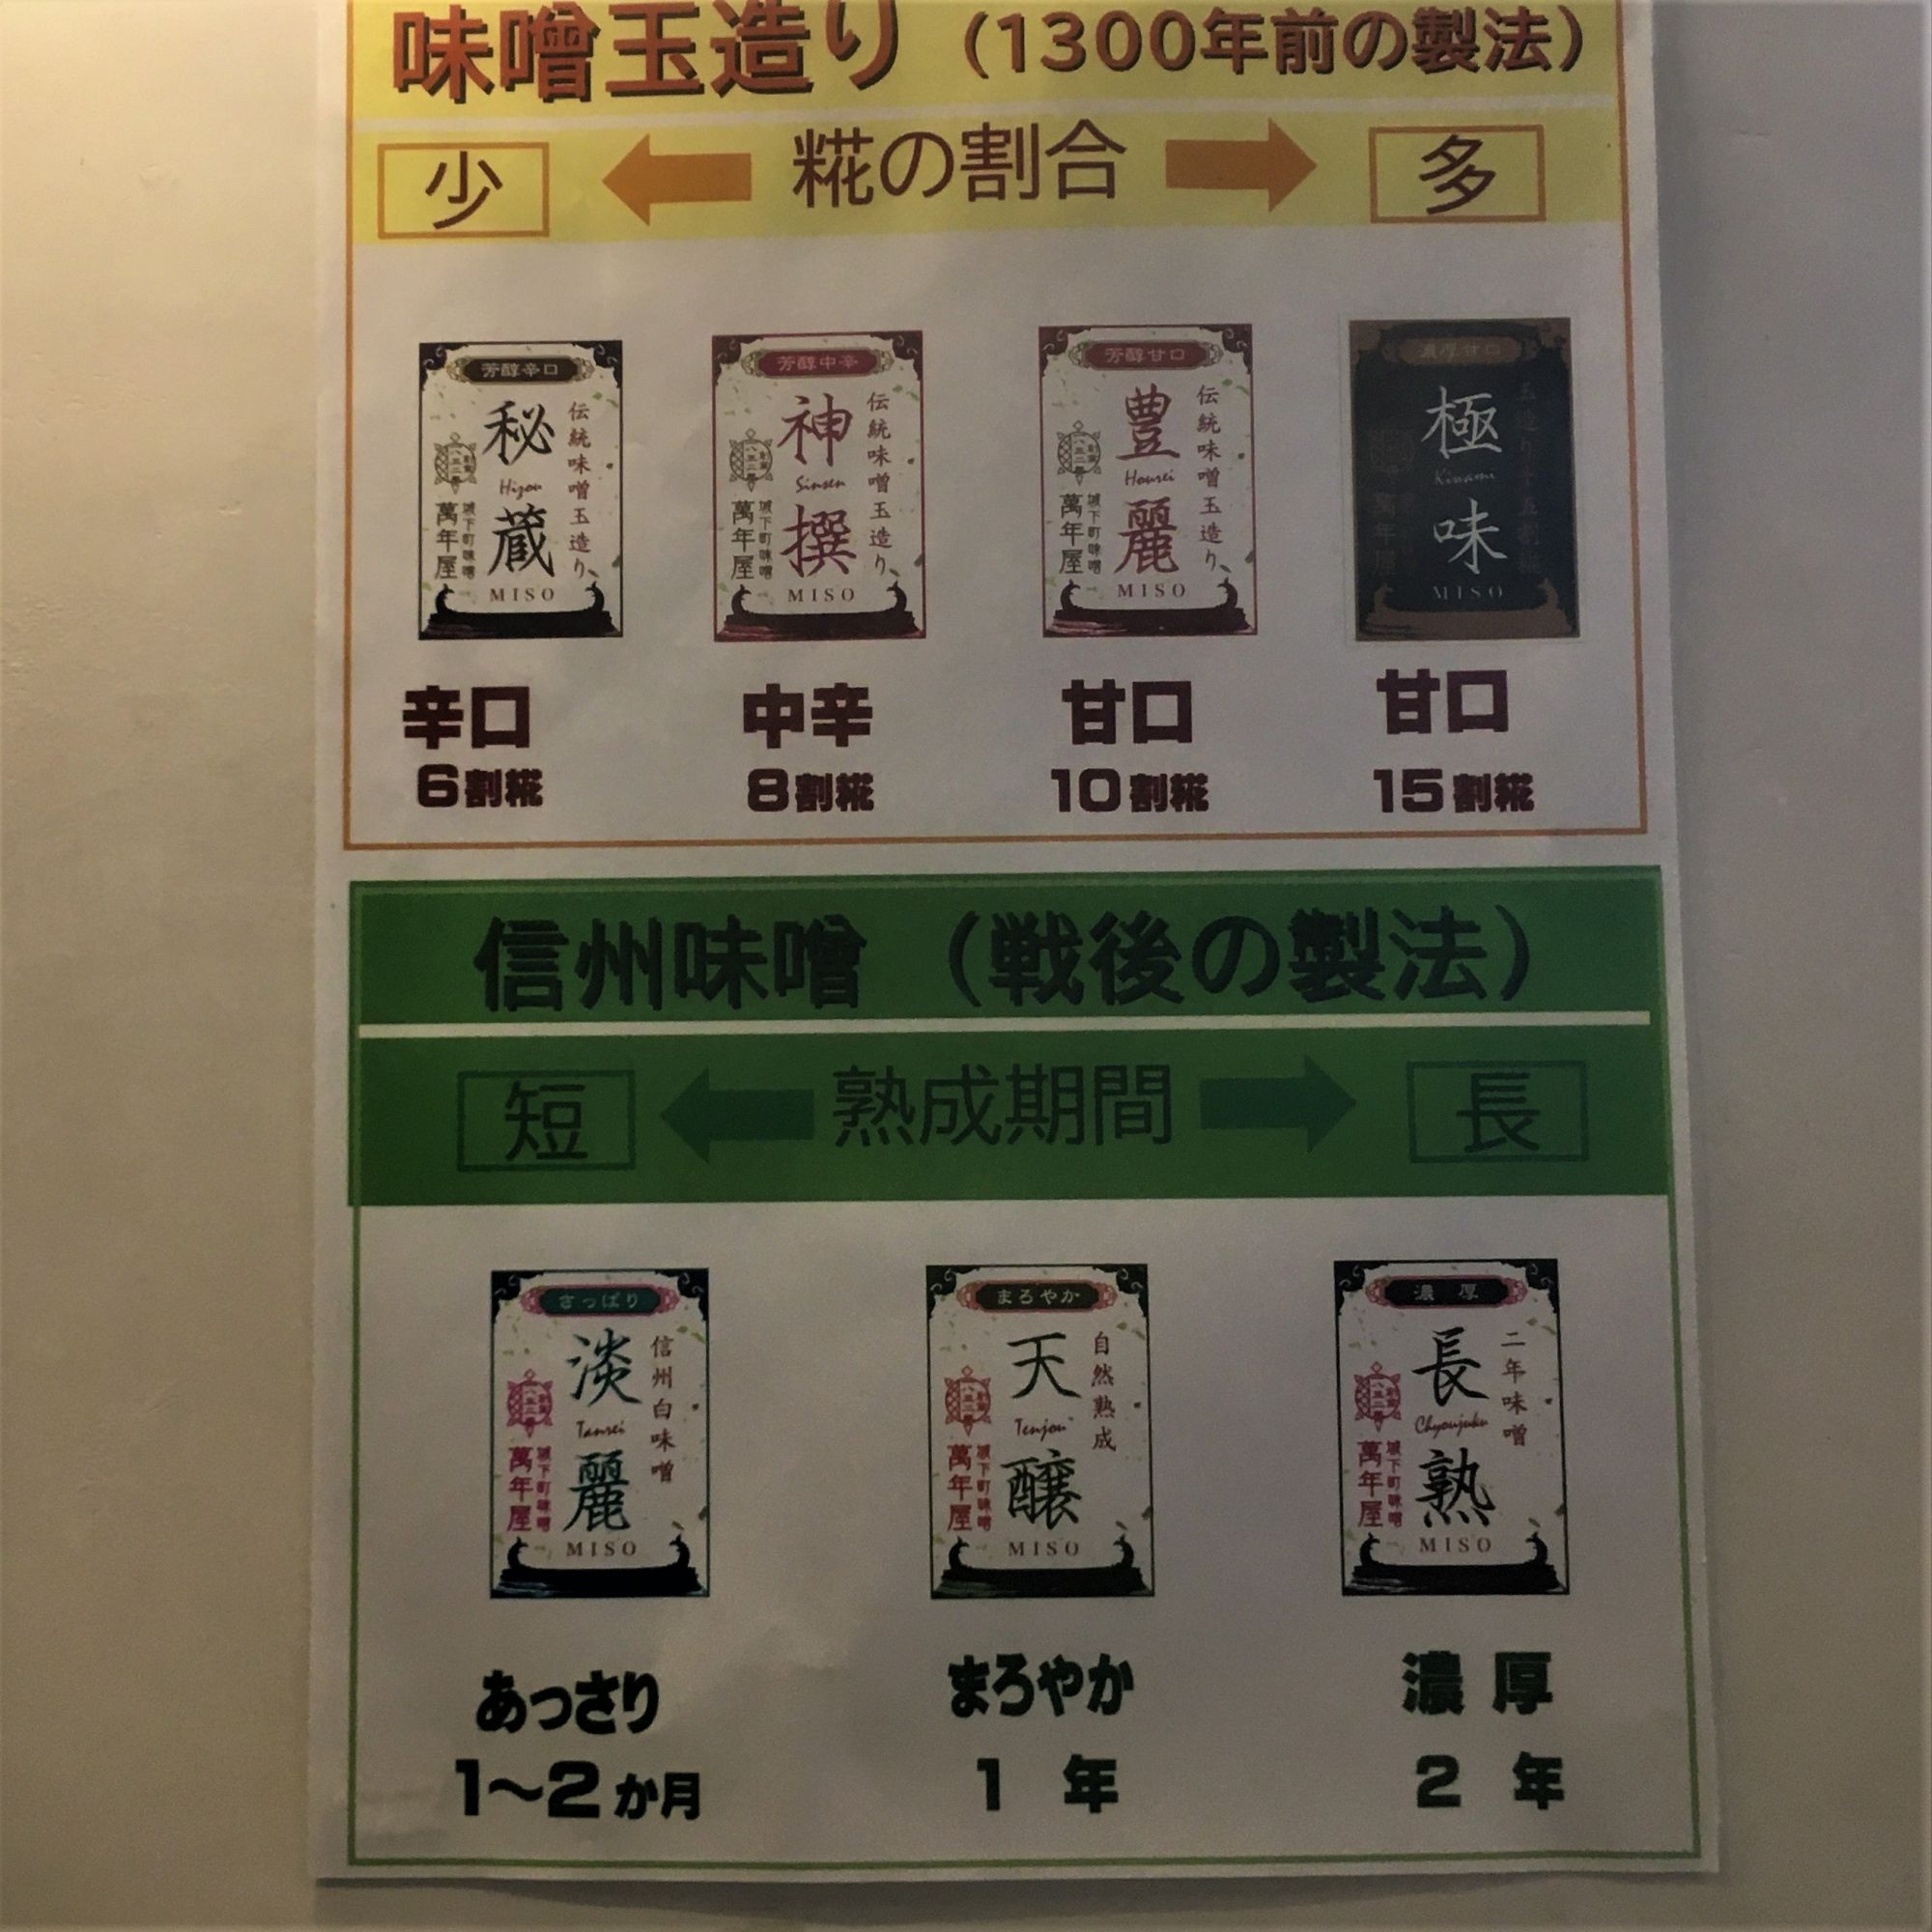 味噌玉造り（1300年前の製法）
少 糀の割合 多
芳醇辛口
秘蔵
Hizou
伝統味噌玉造り
城下町味噌
萬年屋
MISO
芳醇中辛
神撰
Sinsen
伝統味噌玉造り
城下町味噌
萬年屋
MISO
芳醇甘口
豊麗
Hourei
伝統味噌玉造り
城下町味噌
萬年屋
MISO
濃厚甘口
極味
Kiwami
萬年屋
MISO
辛口 中辛 甘口 甘口
6割糀 8割糀 10割糀 15割糀
信州味噌（戦後の製法）
短 熟成期間 長
さっぱり
淡麗
Tanrei
信州白味噌
城下町味噌
萬年屋
MISO
まろやか
天醸
Tenjou
自然熟成
城下町味噌
萬年屋
MISO
濃厚
長熟
Chyoujuku
二年味噌
城下町味噌
萬年屋
MISO
あっさり まろやか 濃厚
1～2か月 1年 2年